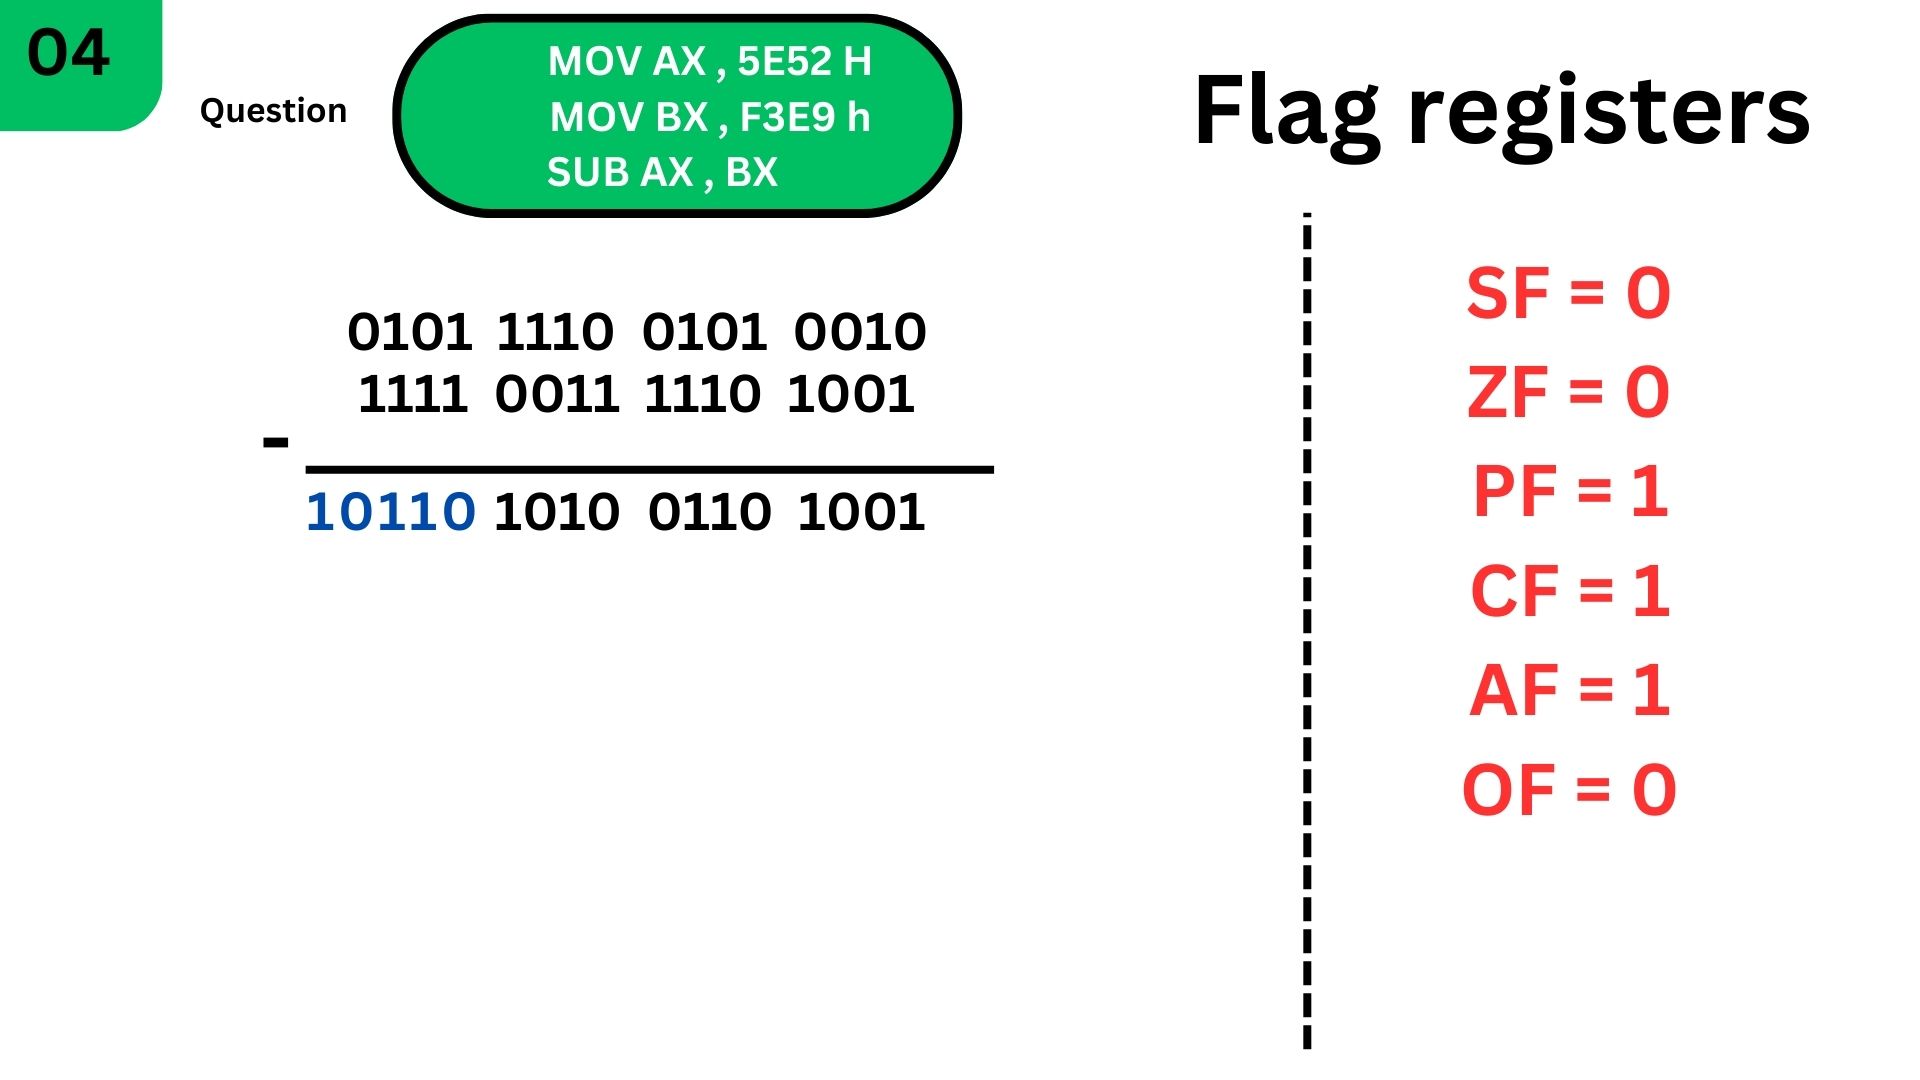 04
Question
MOV AX , 5E52 H
MOV BX , F3E9 h
SUB AX , BX
0101 1110 0101 0010
1111 0011 1110 1001
-
10110 1010 0110 1001
Flag registers
SF = 0
ZF = 0
PF = 1
CF = 1
AF = 1
OF = 0